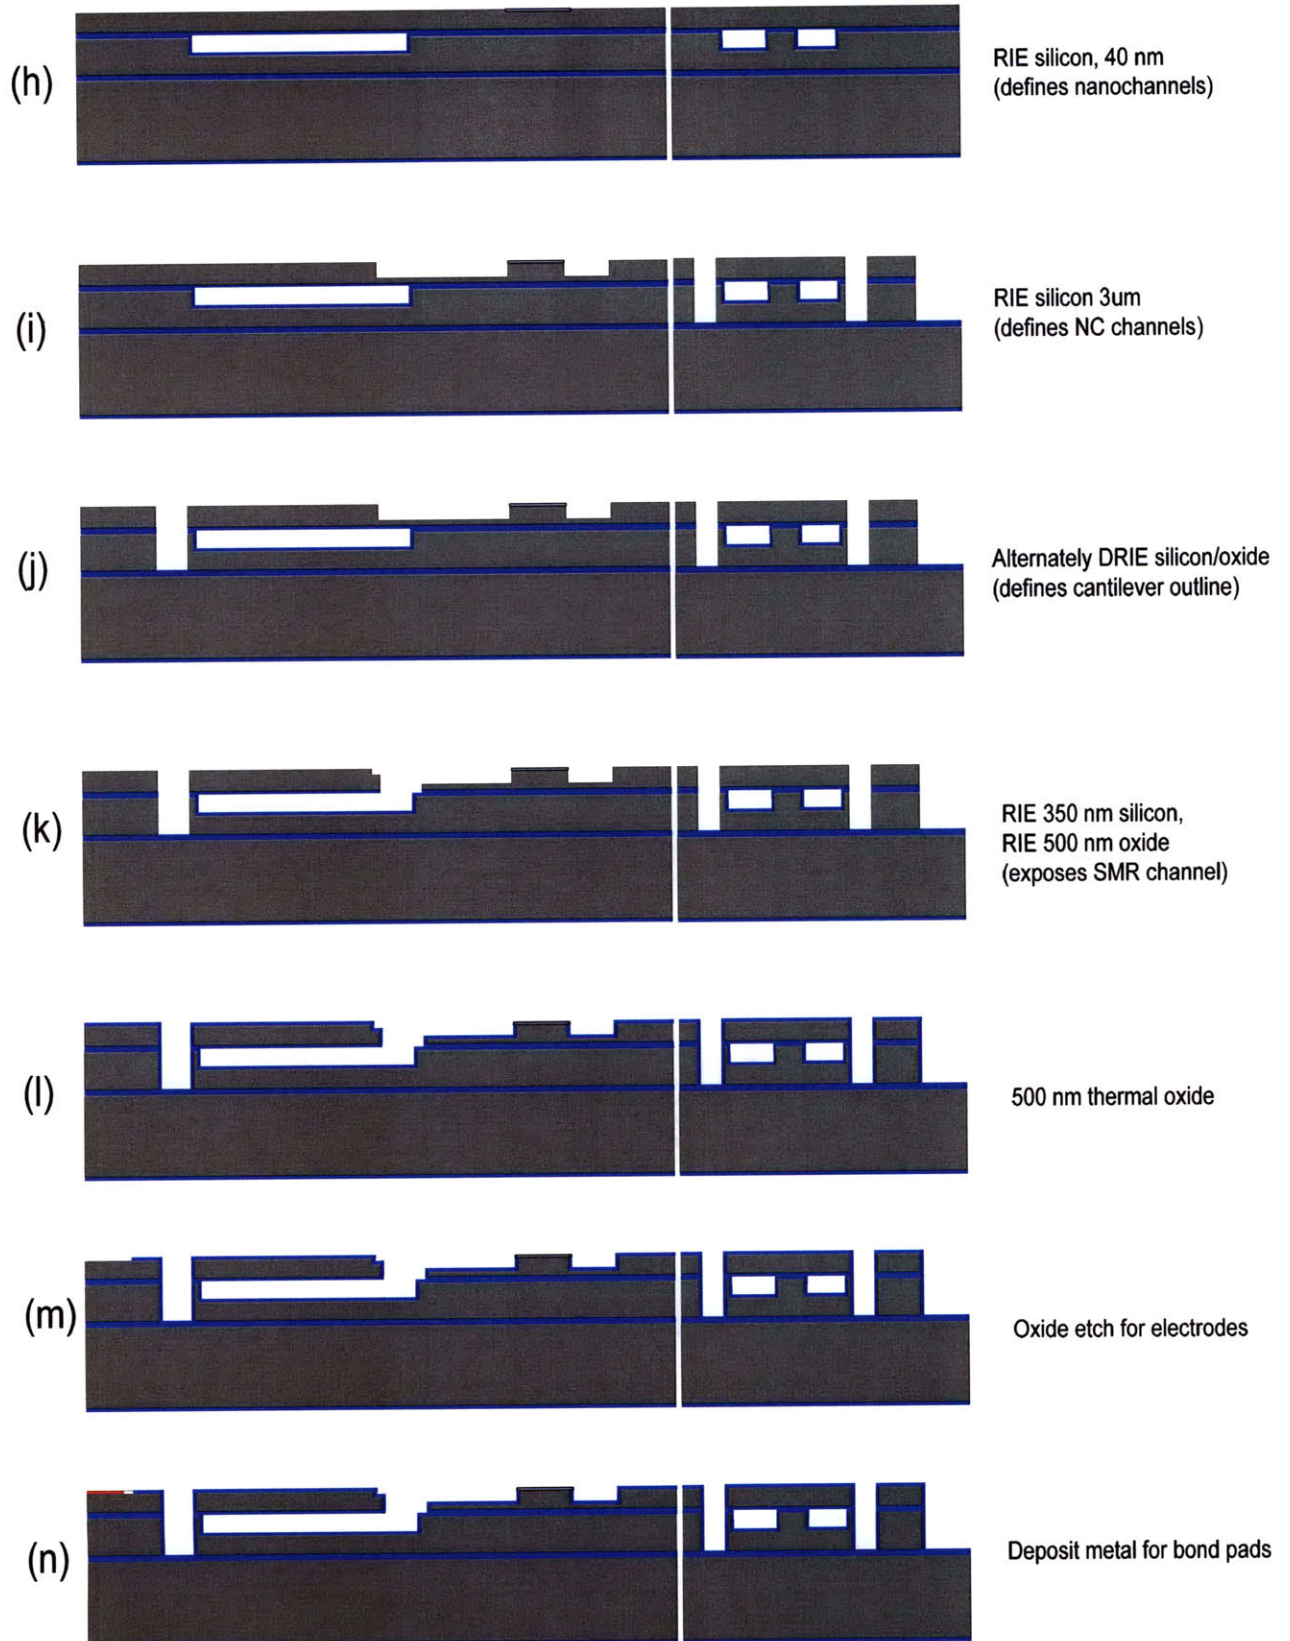 (h)
RIE silicon, 40 nm
(defines nanochannels)
(i)
RIE silicon 3um
(defines NC channels)
(j)
Alternately DRIE silicon/oxide
(defines cantilever outline)
(k)
RIE 350 nm silicon,
RIE 500 nm oxide
(exposes SMR channel)
(l)
500 nm thermal oxide
(m)
Oxide etch for electrodes
(n)
Deposit metal for bond pads